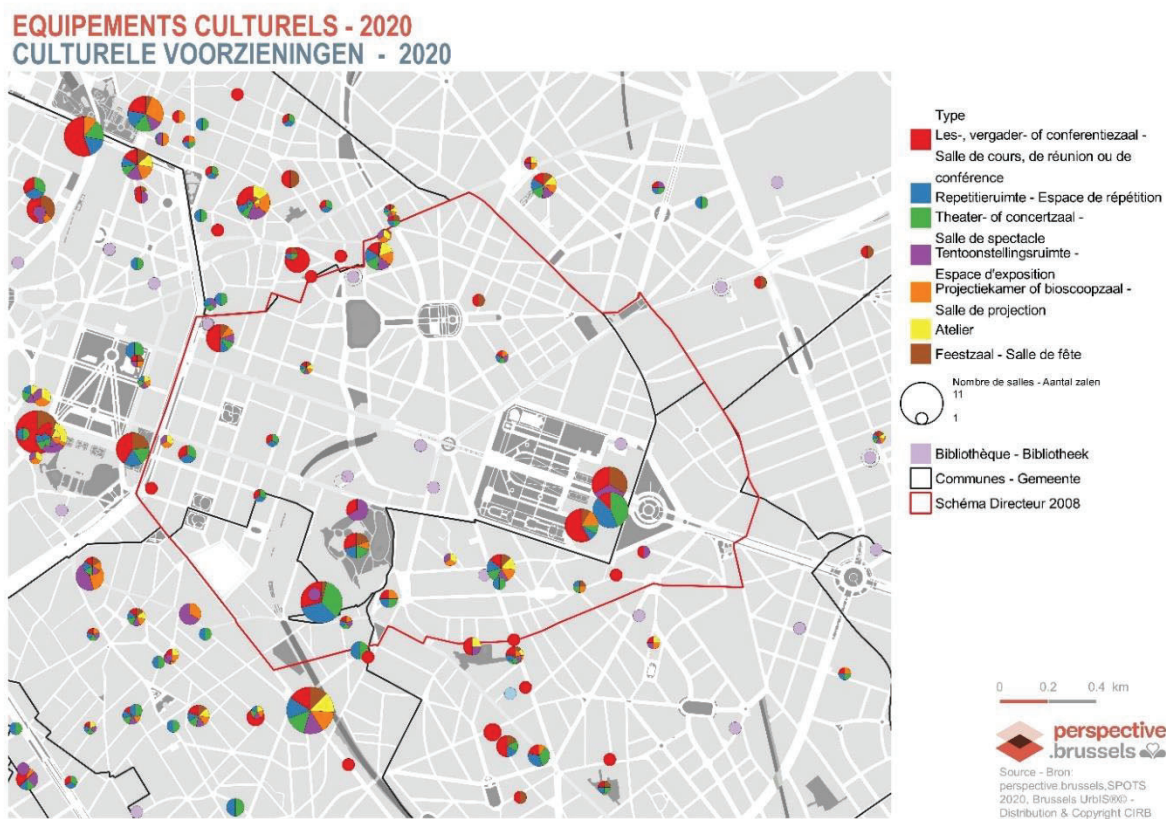 EQUIPEMENTS CULTURELS - 2020
CULTURELE VOORZIENINGEN - 2020
Type
Les-, vergader- of conferentiezaal -
Salle de cours, de réunion ou de
conférence
Repetitieruimte - Espace de répétition
Theater- of concertzaal -
Salle de spectacle
Tentoonstellingsruimte -
Espace d'exposition
Projectiekamer of bioscoopzaal -
Salle de projection
Atelier
Feestzaal - Salle de fête
Nombre de salles - Aantal zalen
11
1
Bibliothèque - Bibliotheek
Communes - Gemeente
Schéma Directeur 2008
0 0.2 0.4 km
perspective
.brussels
Source - Bron:
perspective.brussels,SPOTS
2020, Brussels UrbIS®© -
Distribution & Copyright CIRB